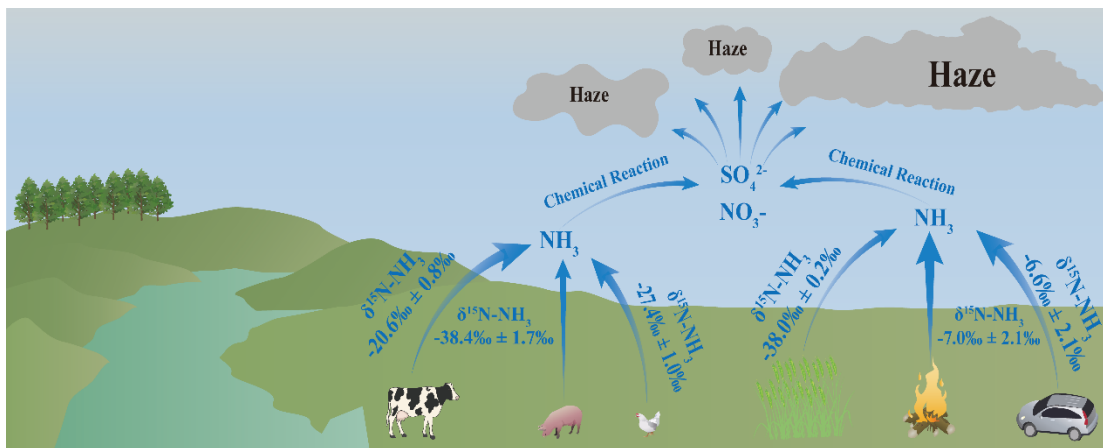 Haze
Haze
Haze
Chemical Reaction
SO₄²⁻
NO₃-
Chemical Reaction
NH₃
NH₃
δ¹⁵N-NH₃
-20.6‰ ± 0.8‰
δ¹⁵N-NH₃
-38.4‰ ± 1.7‰
δ¹⁵N-NH₃
-27.4‰ ± 1.0‰
δ¹⁵N-NH₃
-38.0‰ ± 0.2‰
δ¹⁵N-NH₃
-7.0‰ ± 2.1‰
δ¹⁵N-NH₃
-6.6‰ ± 2.1‰